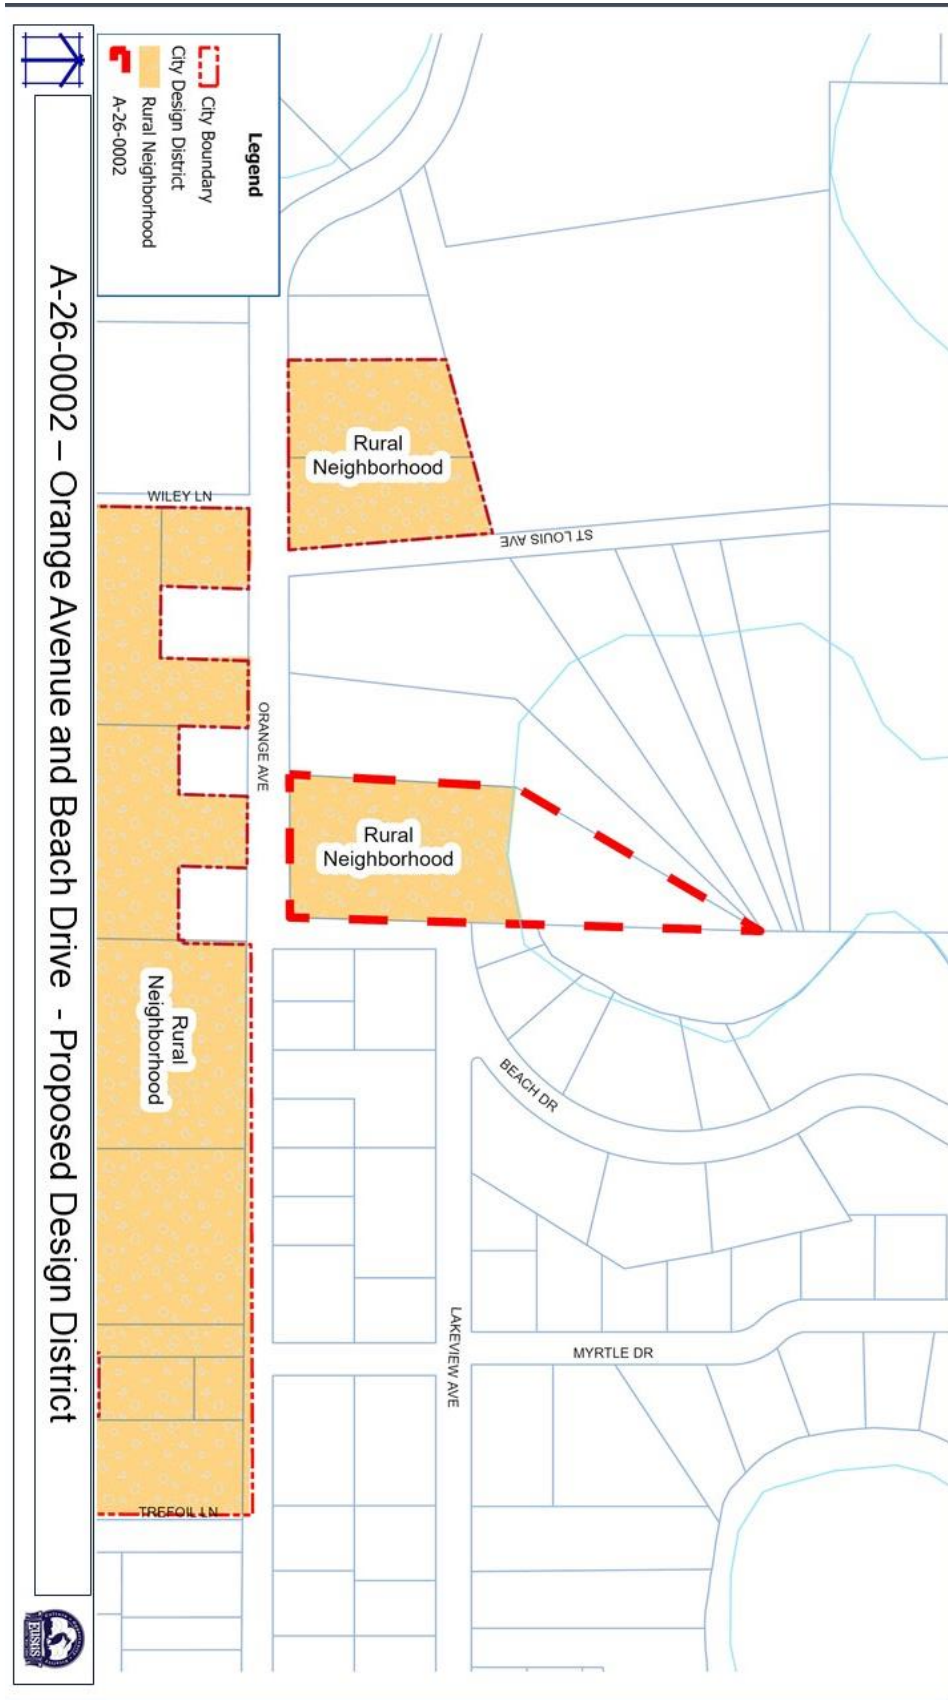 A-26-0002 – Orange Avenue and Beach Drive - Proposed Design District
Legend
City Boundary
City Design District
Rural Neighborhood
A-26-0002
Rural
Neighborhood
WILEY LN
ST LOUIS AVE
ORANGE AVE
Rural
Neighborhood
Rural
Neighborhood
BEACH DR
LAKEVIEW AVE
MYRTLE DR
TREFOIL LN
EUSTIS